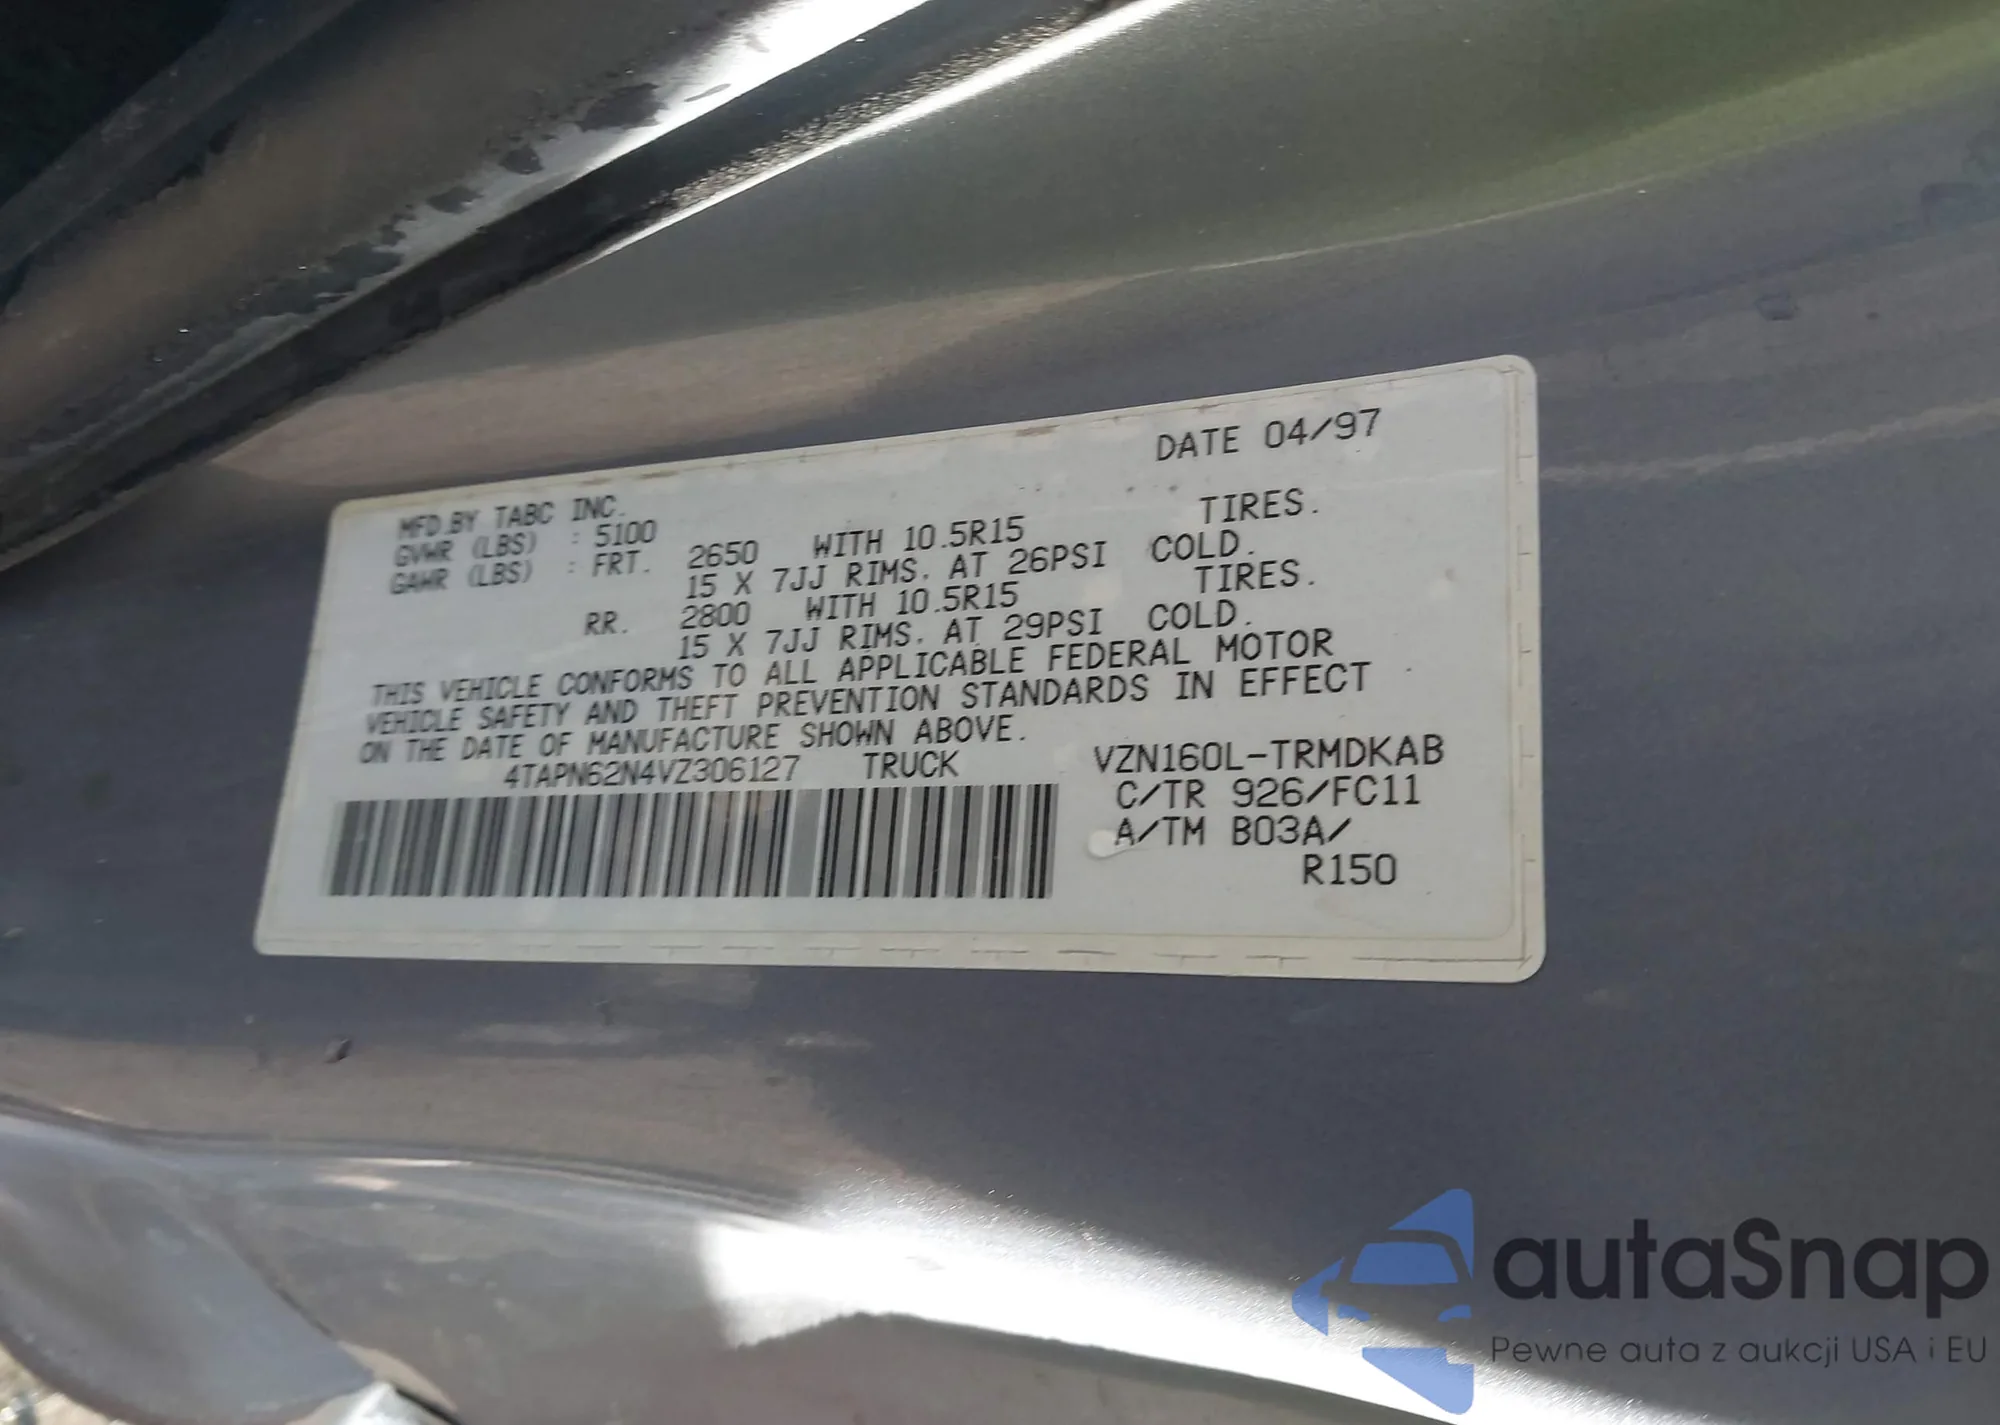 DATE 04/97
MFD.BY TABC INC.
GVWR (LBS) : 5100
GAWR (LBS) : FRT. 2650 WITH 10.5R15 TIRES.
15 X 7JJ RIMS. AT 26PSI COLD.
RR. 2800 WITH 10.5R15 TIRES.
15 X 7JJ RIMS. AT 29PSI COLD.
THIS VEHICLE CONFORMS TO ALL APPLICABLE FEDERAL MOTOR
VEHICLE SAFETY AND THEFT PREVENTION STANDARDS IN EFFECT
ON THE DATE OF MANUFACTURE SHOWN ABOVE.
4TAPN62N4VZ306127 TRUCK VZN160L-TRMDKAB
C/TR 926/FC11
A/TM B03A/
R150
autaSnap
Pewne auta z aukcji USA i EU